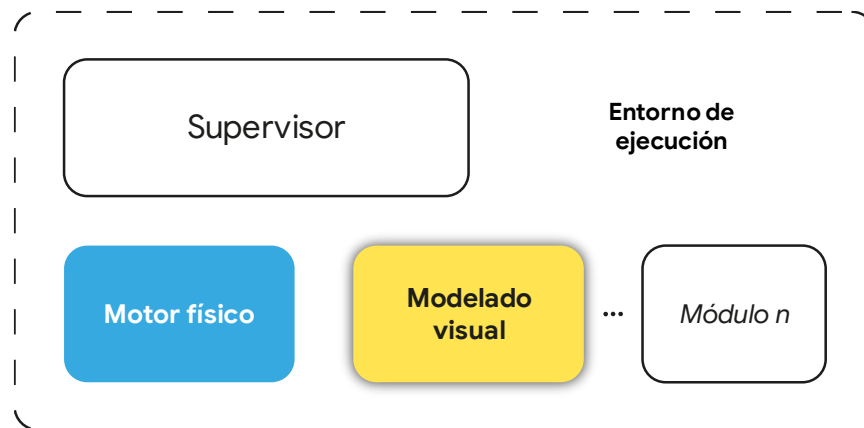 Supervisor
Entorno de
ejecución
Motor físico
Modelado
visual
...
Módulo n